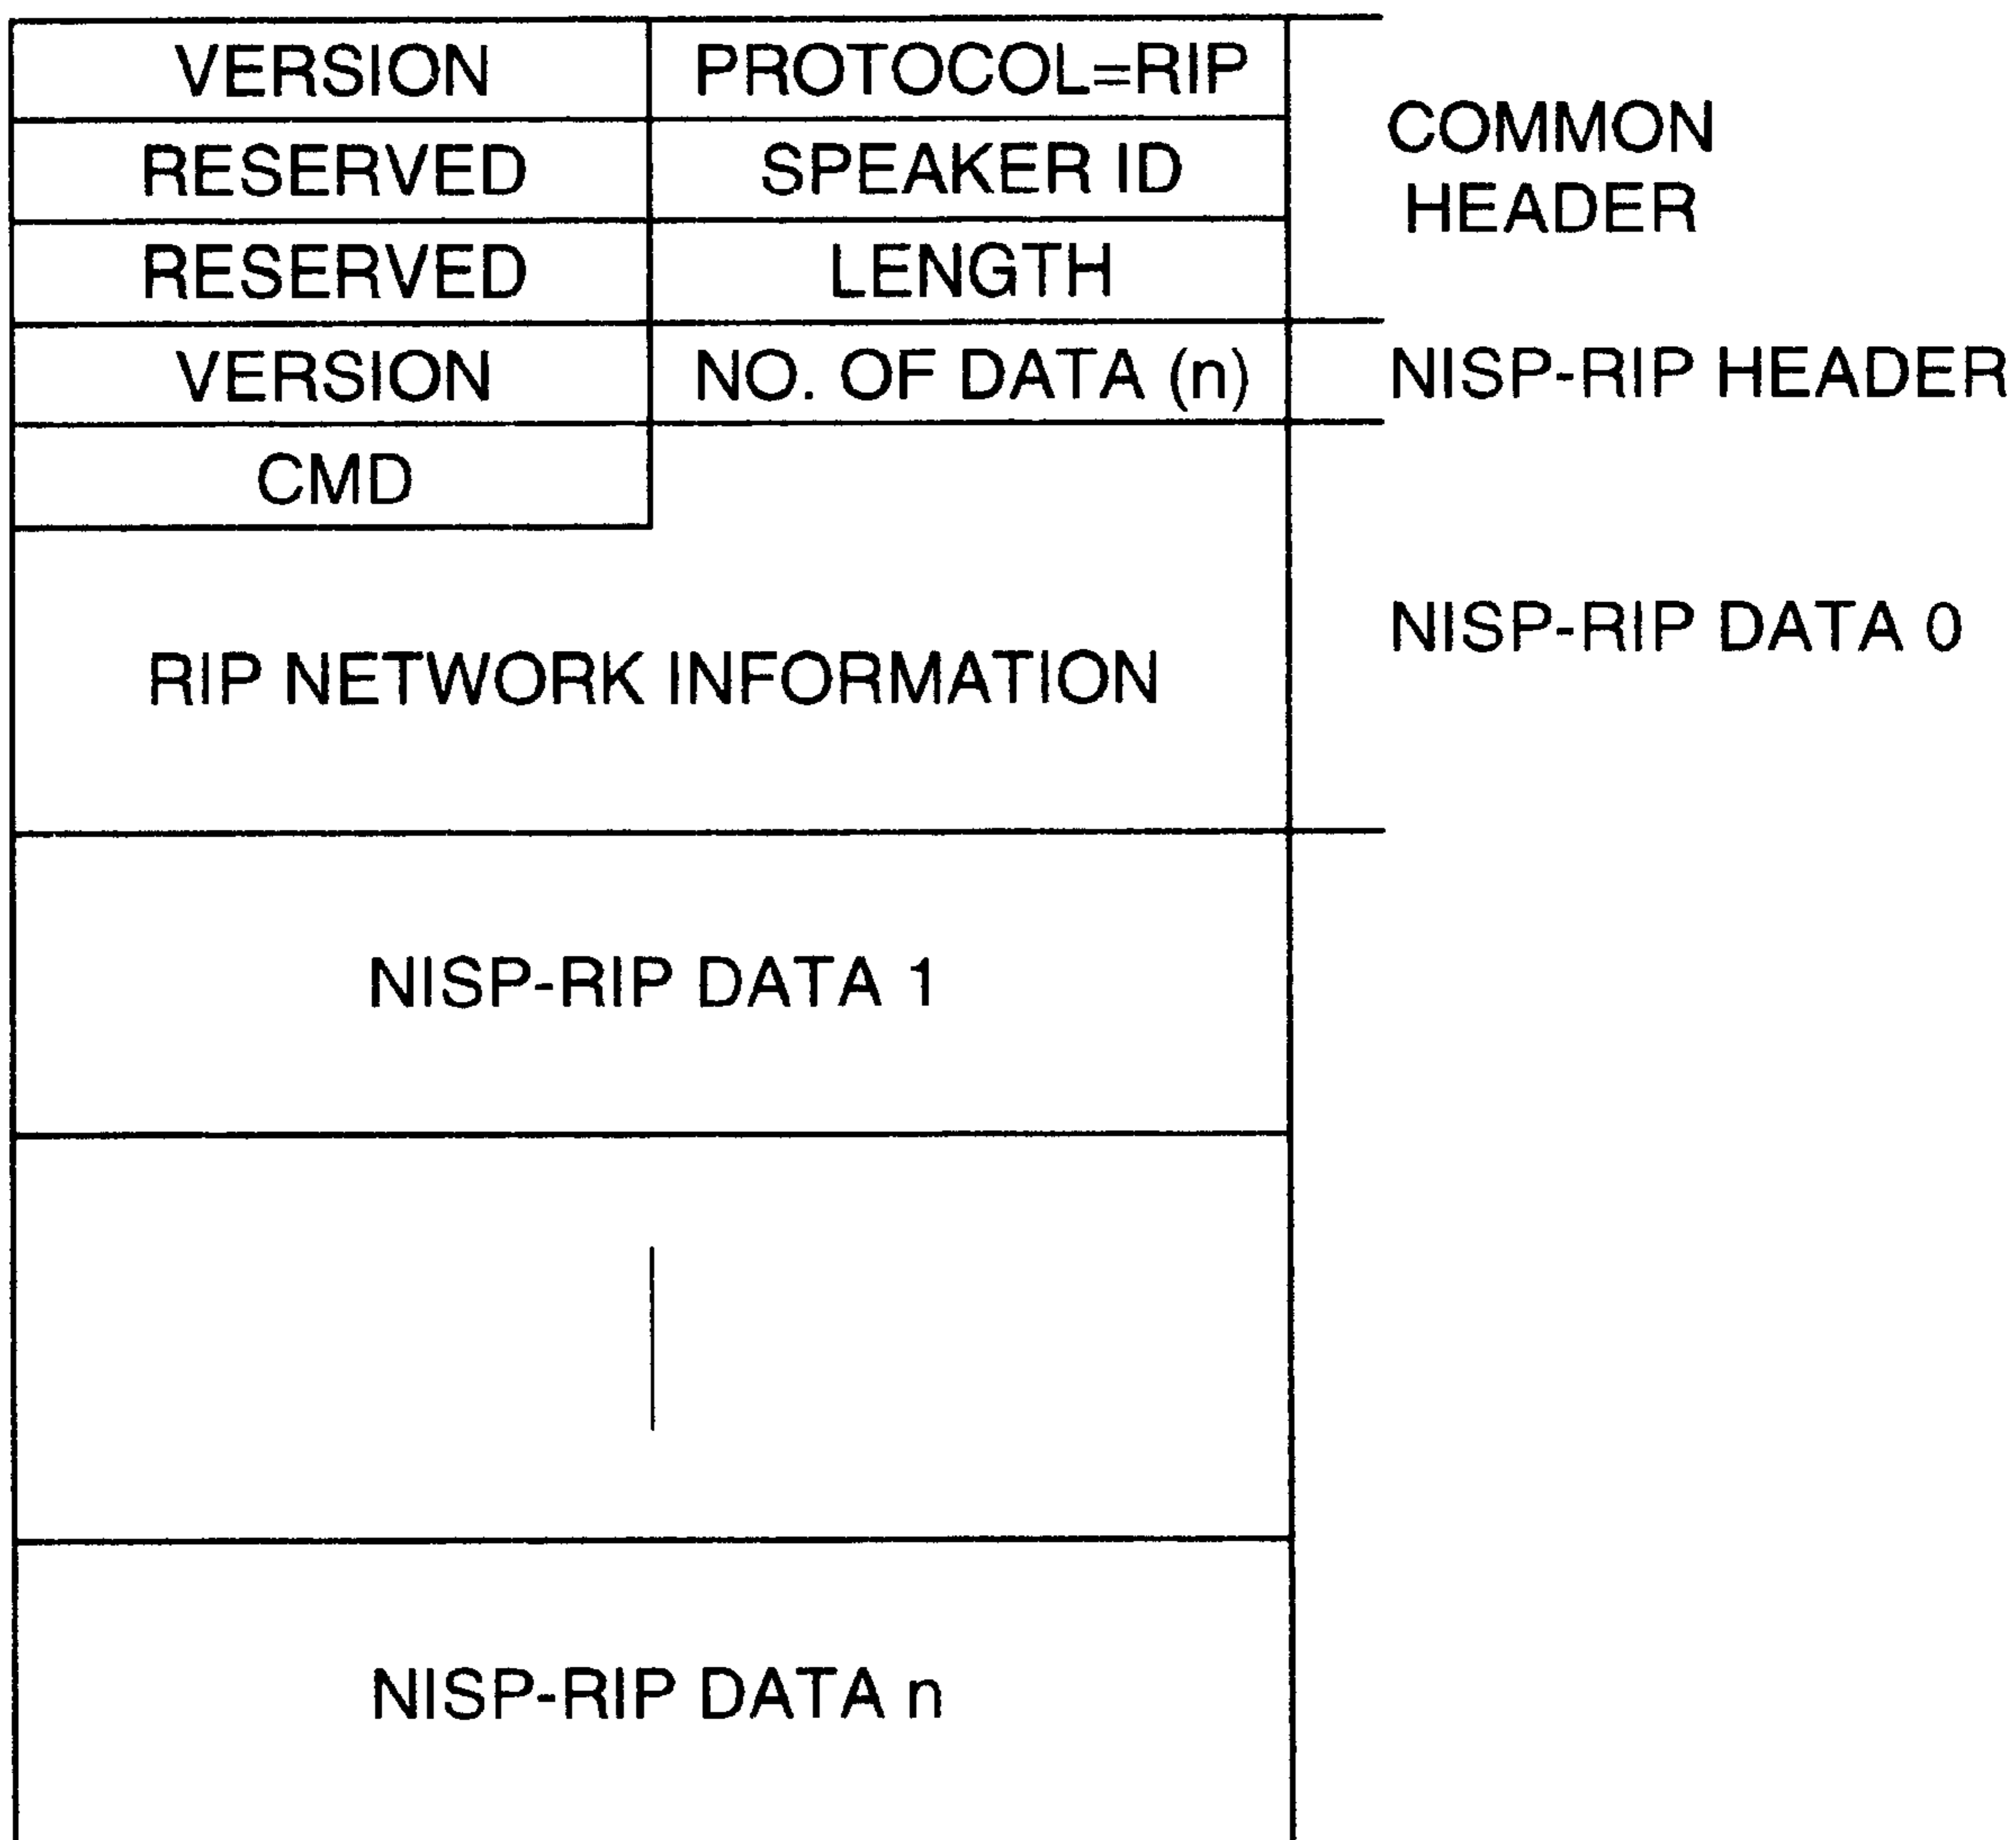 VERSION PROTOCOL=RIP
COMMON
HEADER
RESERVED SPEAKER ID
RESERVED LENGTH
VERSION NO. OF DATA (n) NISP-RIP HEADER
CMD
NISP-RIP DATA 0
RIP NETWORK INFORMATION
NISP-RIP DATA 1
NISP-RIP DATA n